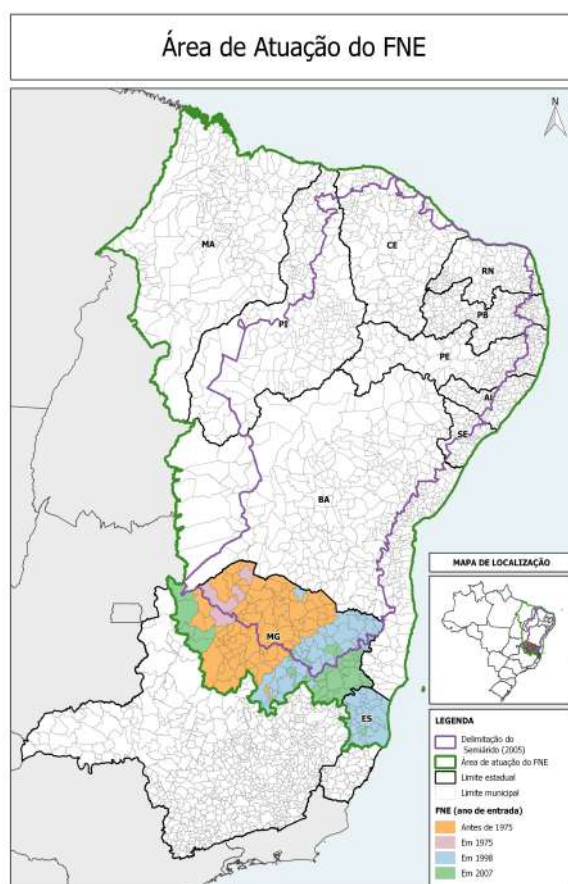 Área de Atuação do FNE
N
MA
CE
RN
PB
PI
PE
AL
SE
BA
MG
ES
MAPA DE LOCALIZAÇÃO
LEGENDA
Delimitação do
Semiárido (2005)
Área de atuação do FNE
Limite estadual
Limite municipal
FNE (ano de entrada)
Antes de 1975
Em 1975
Em 1998
Em 2007